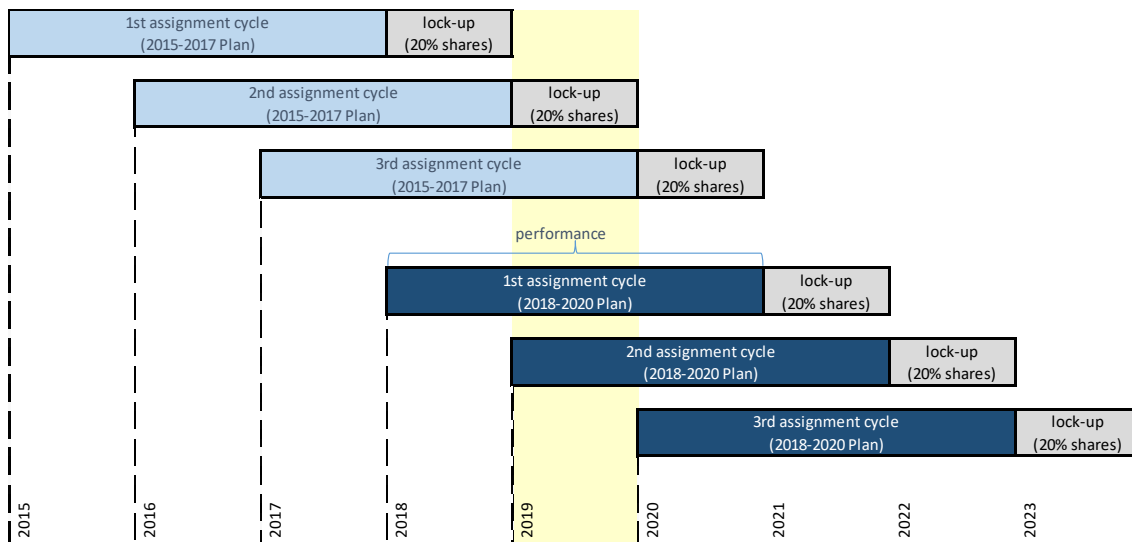 1st assignment cycle
(2015-2017 Plan)
lock-up
(20% shares)
2nd assignment cycle
(2015-2017 Plan)
lock-up
(20% shares)
3rd assignment cycle
(2015-2017 Plan)
lock-up
(20% shares)
performance
1st assignment cycle
(2018-2020 Plan)
lock-up
(20% shares)
2nd assignment cycle
(2018-2020 Plan)
lock-up
(20% shares)
3rd assignment cycle
(2018-2020 Plan)
lock-up
(20% shares)
2015
2016
2017
2018
2019
2020
2021
2022
2023